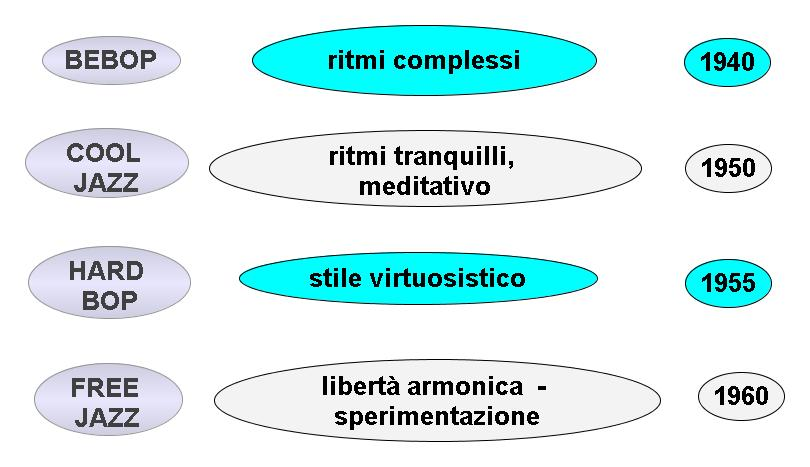 BEBOP
ritmi complessi
1940
COOL
JAZZ
ritmi tranquilli,
meditativo
1950
HARD
BOP
stile virtuosistico
1955
FREE
JAZZ
libertà armonica -
sperimentazione
1960